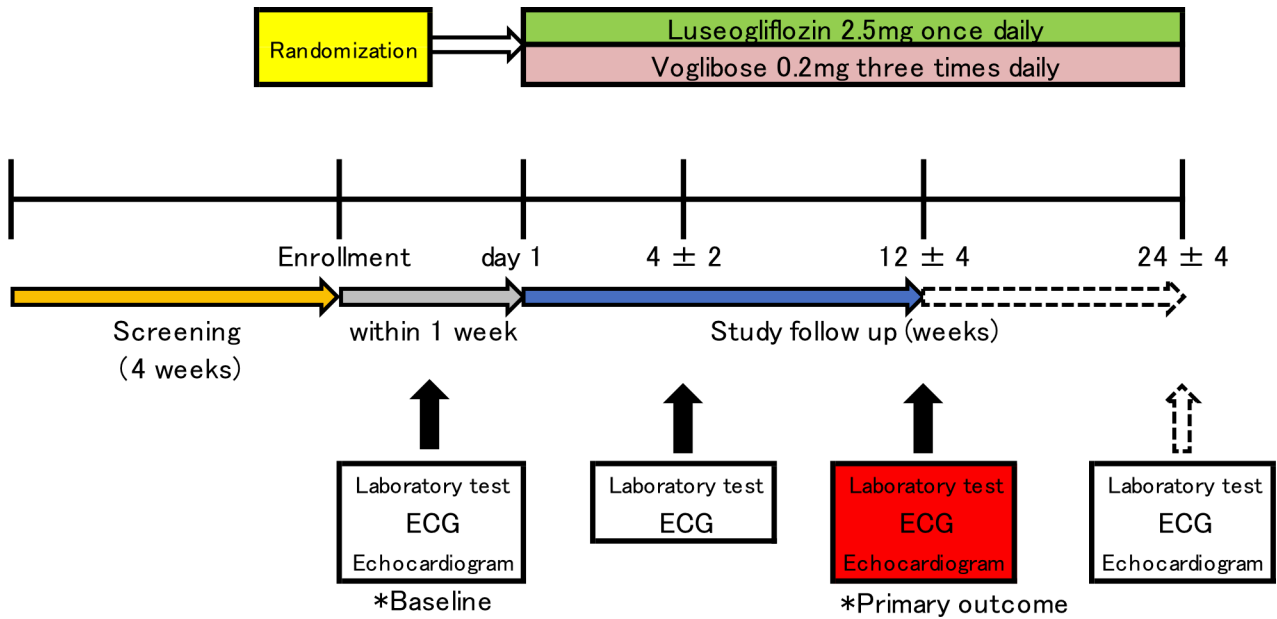 Randomization
Luseogliflozin 2.5mg once daily
Voglibose 0.2mg three times daily
Enrollment
day 1
4 ± 2
12 ± 4
24 ± 4
Screening
(4 weeks)
within 1 week
Study follow up (weeks)
Laboratory test
ECG
Echocardiogram
*Baseline
Laboratory test
ECG
Laboratory test
ECG
Echocardiogram
*Primary outcome
Laboratory test
ECG
Echocardiogram